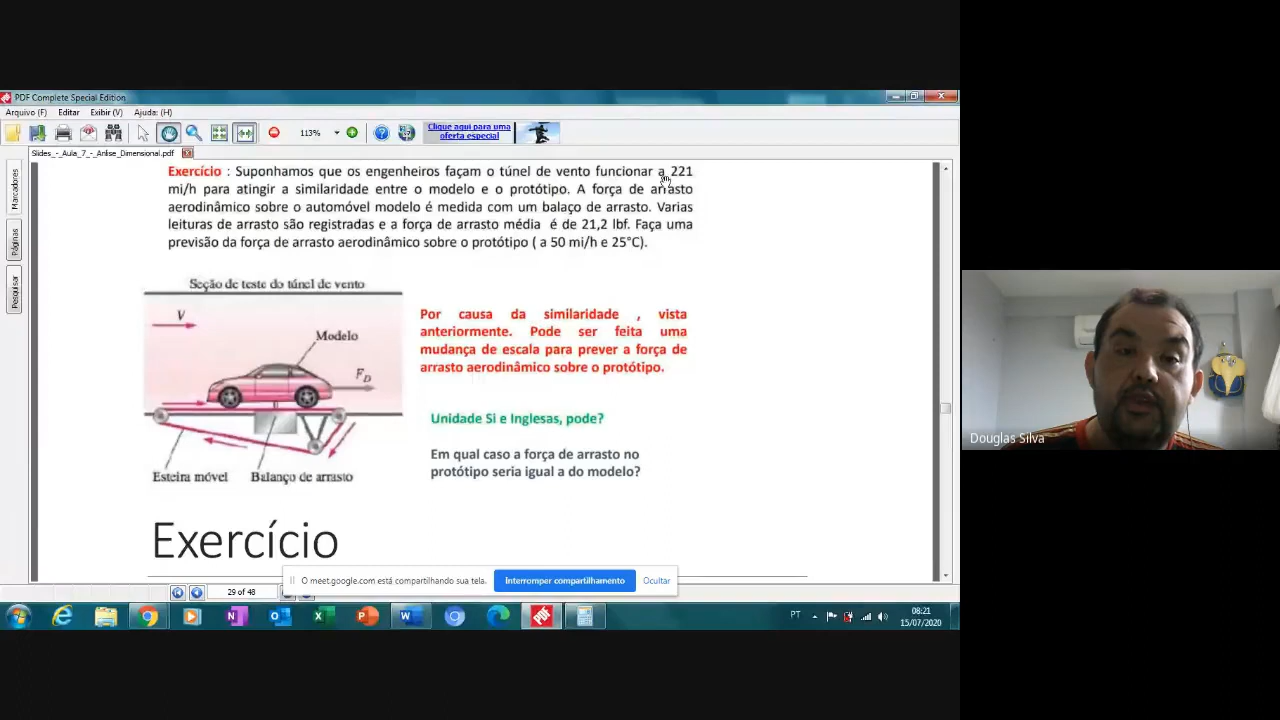 PDF Complete Special Edition
Arquivo (F) Editar Exibir (V) Ajuda: (H)
113%
Clique aqui para uma
oferta especial
Slides_-_Aula_7_-_Anlise_Dimensional.pdf
Marcadores
Páginas
Pesquisar
Exercício : Suponhamos que os engenheiros façam o túnel de vento funcionar a 221
mi/h para atingir a similaridade entre o modelo e o protótipo. A força de arrasto
aerodinâmico sobre o automóvel modelo é medida com um balaço de arrasto. Varias
leituras de arrasto são registradas e a força de arrasto média é de 21,2 lbf. Faça uma
previsão da força de arrasto aerodinâmico sobre o protótipo ( a 50 mi/h e 25°C).
Seção de teste do túnel de vento
V
Modelo
F_D
Esteira móvel
Balanço de arrasto
Por causa da similaridade , vista
anteriormente. Pode ser feita uma
mudança de escala para prever a força de
arrasto aerodinâmico sobre o protótipo.
Unidade Si e Inglesas, pode?
Em qual caso a força de arrasto no
protótipo seria igual a do modelo?
Exercício
O meet.google.com está compartilhando sua tela.
Interromper compartilhamento
Ocultar
29 of 48
PT
08:21
15/07/2020
Douglas Silva